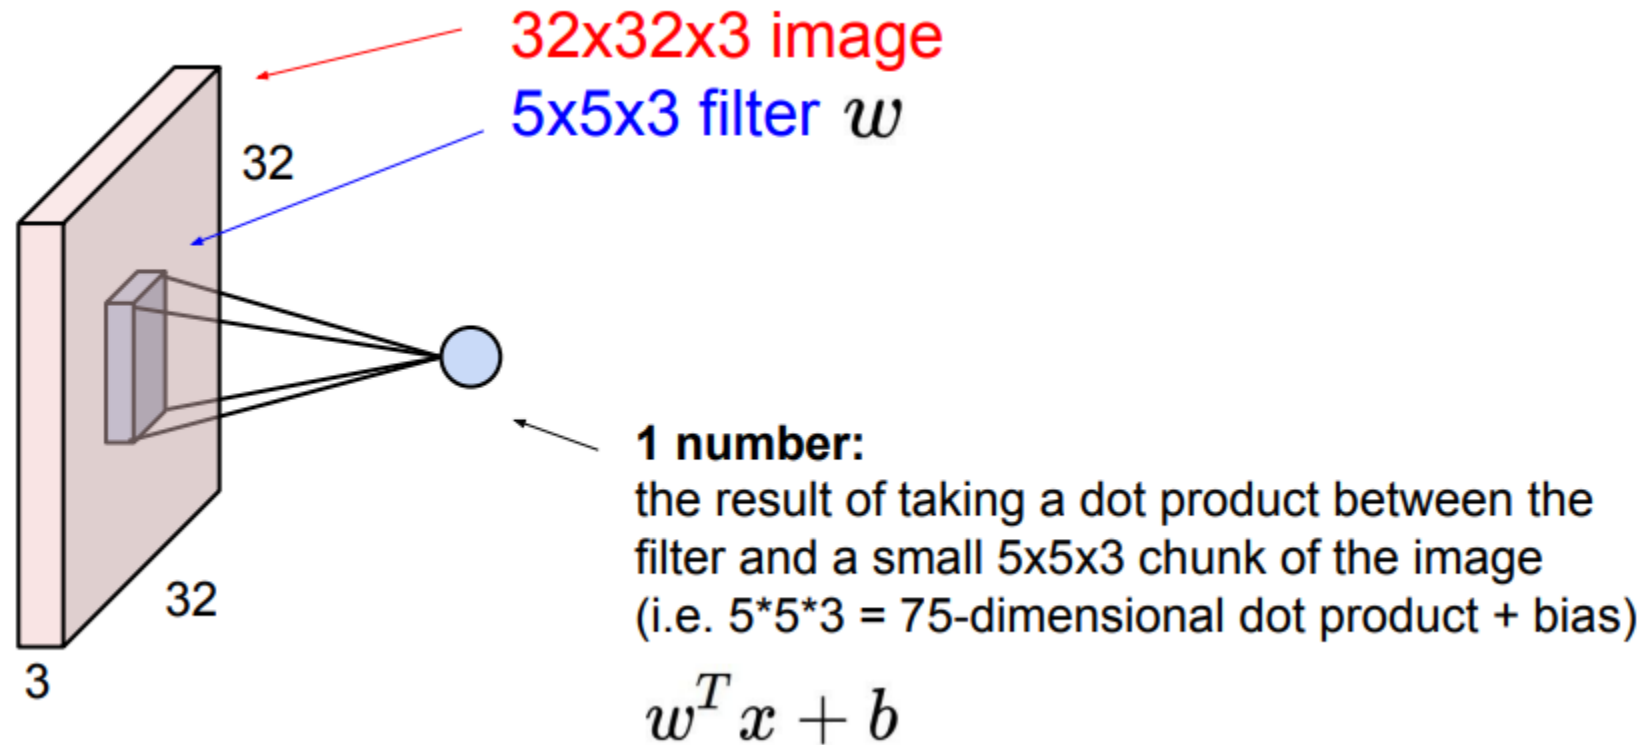 32x32x3 image
5x5x3 filter w
32
32
3
1 number:
the result of taking a dot product between the
filter and a small 5x5x3 chunk of the image
(i.e. 5*5*3 = 75-dimensional dot product + bias)
w^T x + b